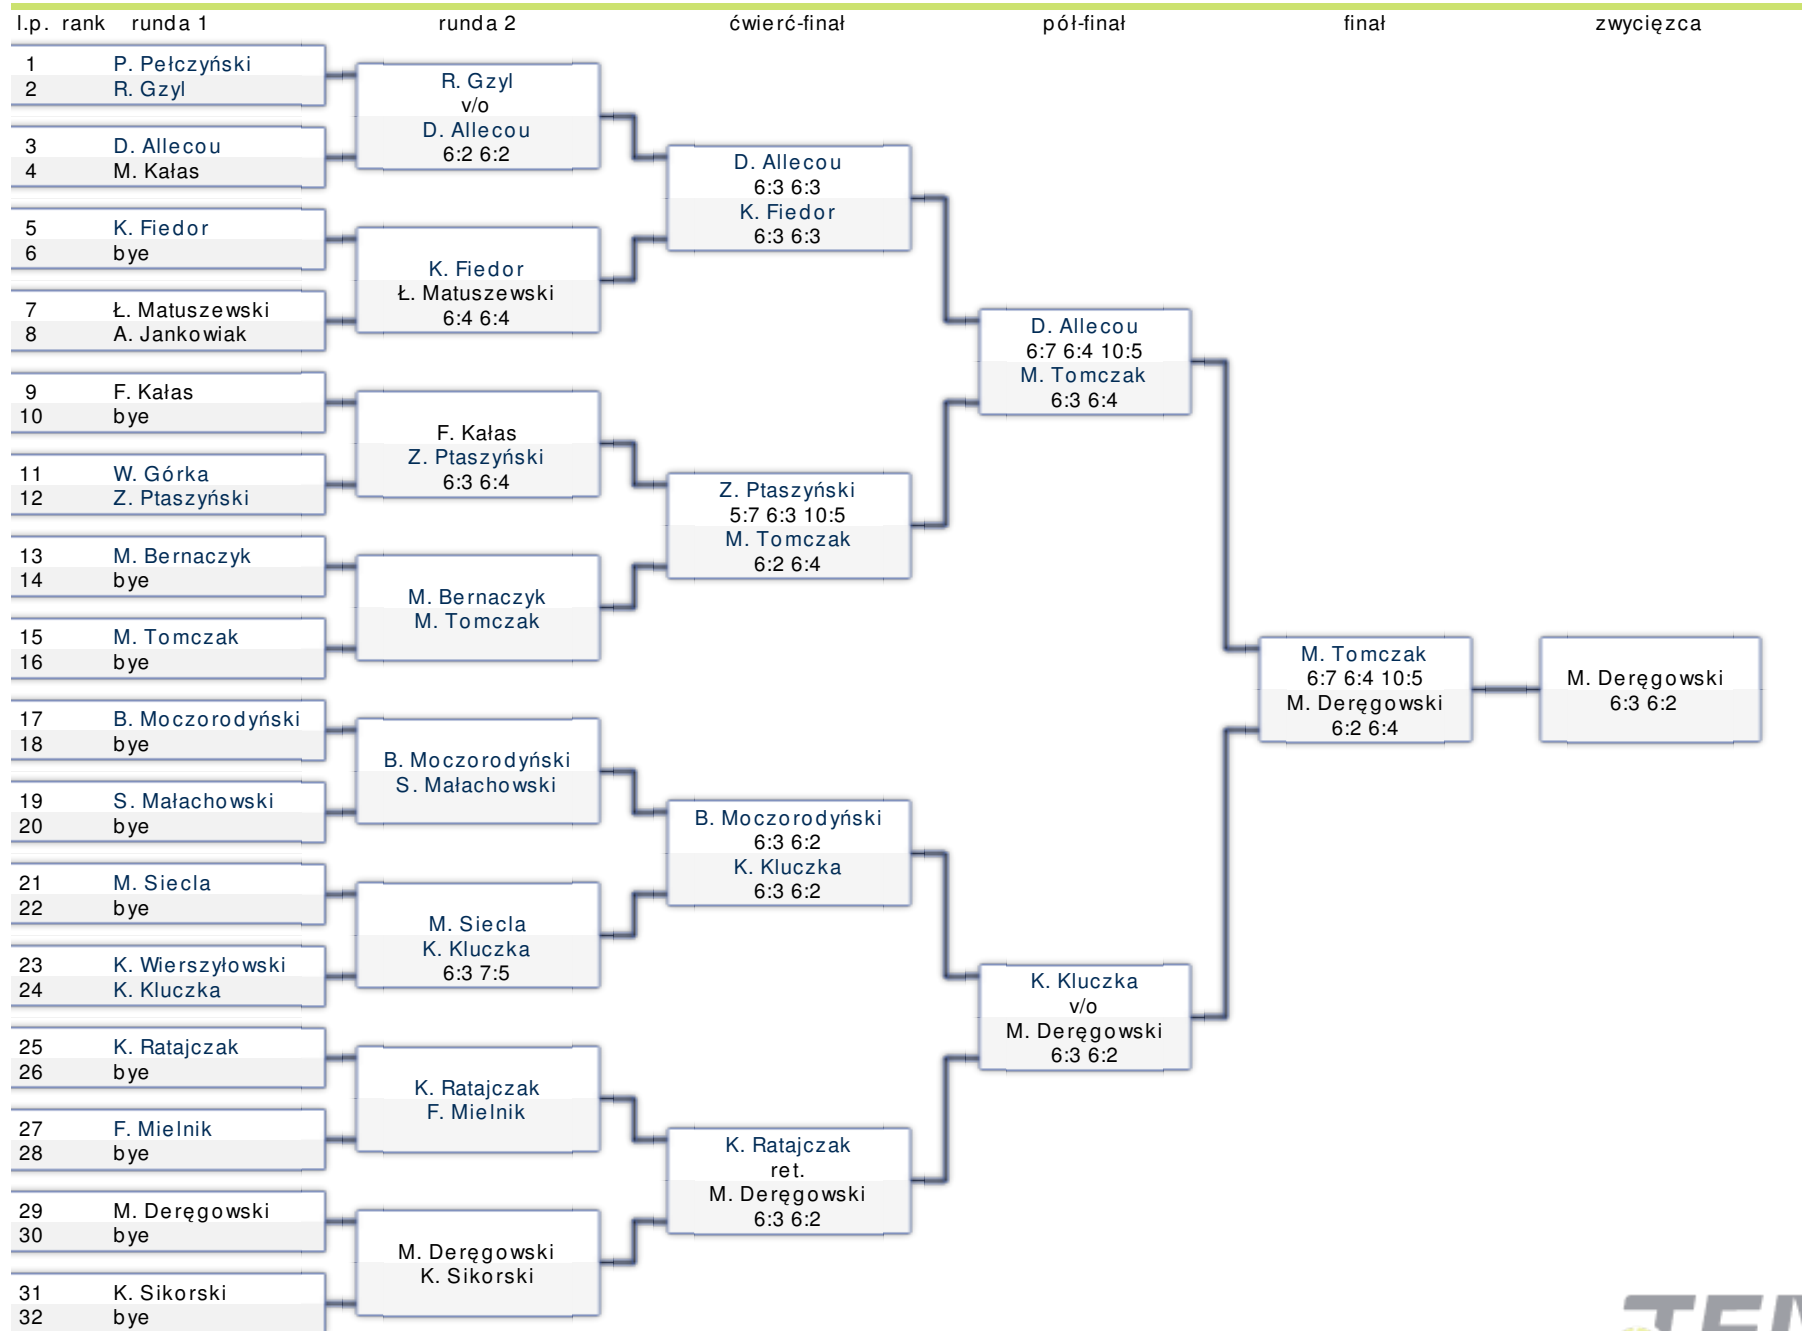 l.p. rank runda 1 runda 2 ćwierć-finał pół-finał finał zwycięzca
1 P. Pełczyński
2 R. Gzyl
3 D. Allecou
4 M. Kałas
5 K. Fiedor
6 bye
7 Ł. Matuszewski
8 A. Jankowiak
9 F. Kałas
10 bye
11 W. Górka
12 Z. Ptaszyński
13 M. Bernaczyk
14 bye
15 M. Tomczak
16 bye
17 B. Moczorodyński
18 bye
19 S. Małachowski
20 bye
21 M. Siecla
22 bye
23 K. Wierszyłowski
24 K. Kluczka
25 K. Ratajczak
26 bye
27 F. Mielnik
28 bye
29 M. Deręgowski
30 bye
31 K. Sikorski
32 bye
R. Gzyl
v/o
D. Allecou
6:2 6:2
K. Fiedor
Ł. Matuszewski
6:4 6:4
F. Kałas
Z. Ptaszyński
6:3 6:4
M. Bernaczyk
M. Tomczak
B. Moczorodyński
S. Małachowski
M. Siecla
K. Kluczka
6:3 7:5
K. Ratajczak
F. Mielnik
M. Deręgowski
K. Sikorski
D. Allecou
6:3 6:3
K. Fiedor
6:3 6:3
Z. Ptaszyński
5:7 6:3 10:5
M. Tomczak
6:2 6:4
B. Moczorodyński
6:3 6:2
K. Kluczka
6:3 6:2
K. Ratajczak
ret.
M. Deręgowski
6:3 6:2
D. Allecou
6:7 6:4 10:5
M. Tomczak
6:3 6:4
K. Kluczka
v/o
M. Deręgowski
6:3 6:2
M. Tomczak
6:7 6:4 10:5
M. Deręgowski
6:2 6:4
M. Deręgowski
6:3 6:2